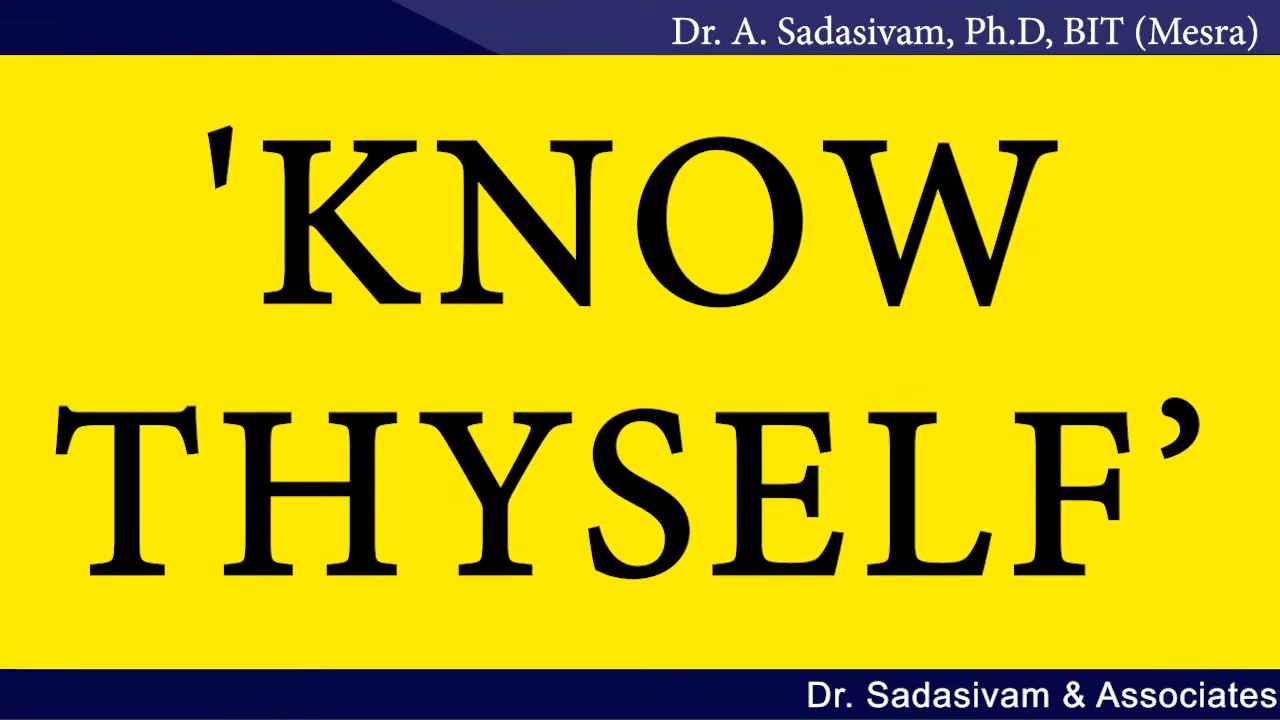 Dr. A. Sadasivam, Ph.D, BIT (Mesra)
'KNOW
THYSELF’
Dr. Sadasivam & Associates